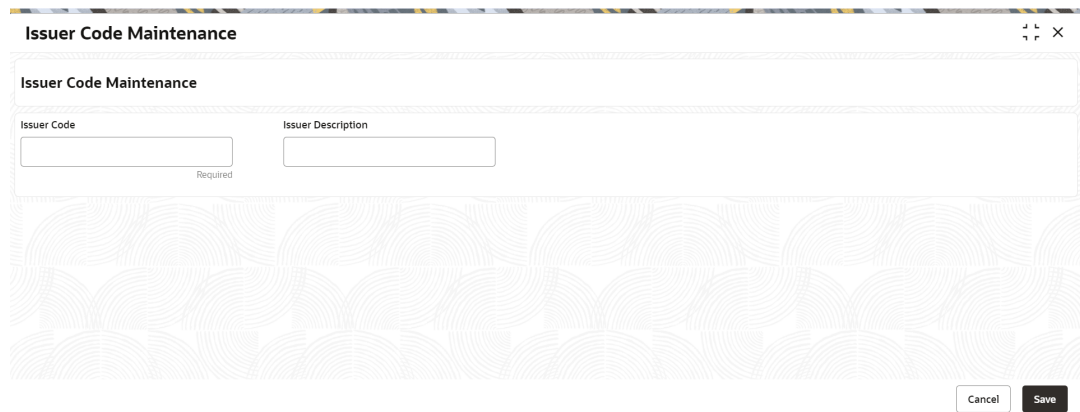 Issuer Code Maintenance
Issuer Code Maintenance
Issuer Code Issuer Description
Required
Cancel Save